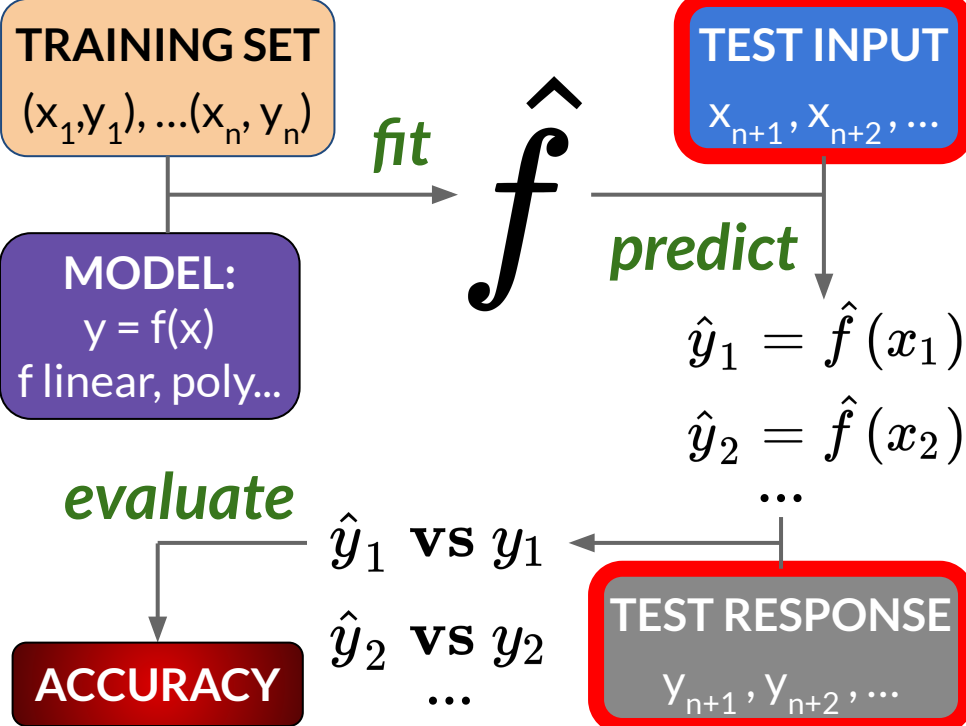 TRAINING SET
(x₁,y₁), ...(xₙ, yₙ)
TEST INPUT
xₙ₊₁ , xₙ₊₂ , ...
fit
f̂
predict
MODEL:
y = f(x)
f linear, poly...
ŷ₁ = f̂ (x₁)
ŷ₂ = f̂ (x₂)
...
evaluate
ŷ₁ vs y₁
ŷ₂ vs y₂
...
TEST RESPONSE
yₙ₊₁ , yₙ₊₂ , ...
ACCURACY